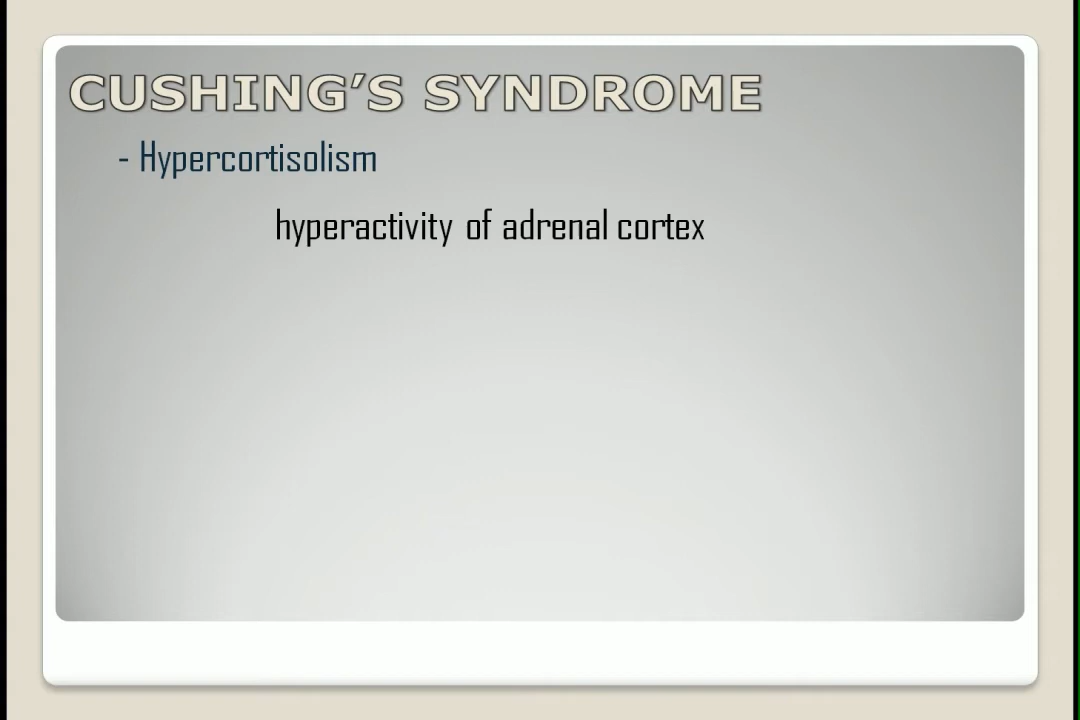 CUSHING’S SYNDROME
- Hypercortisolism
hyperactivity of adrenal cortex